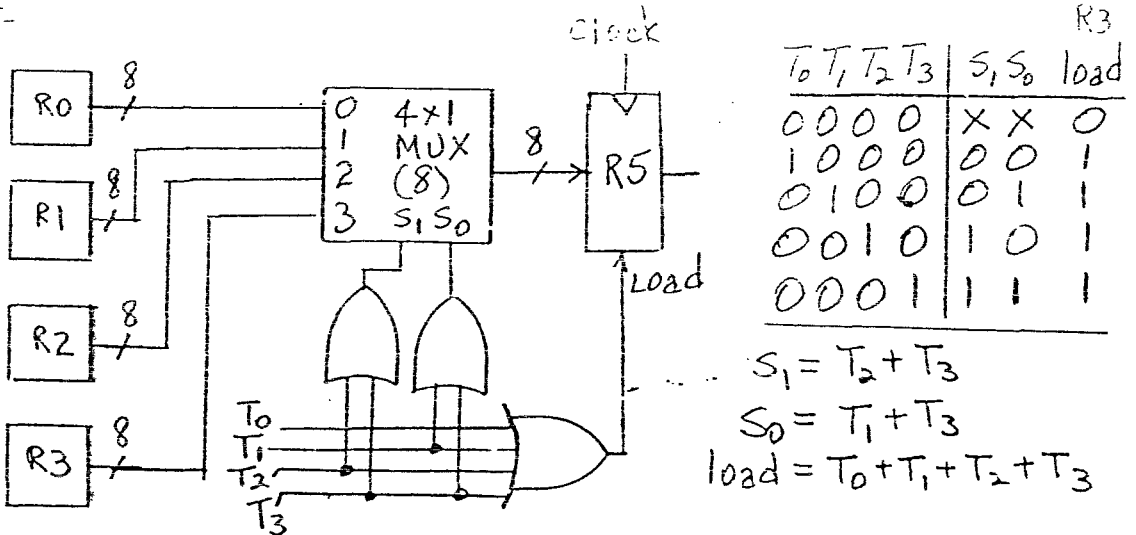 Clock
R0
8
R1
8
R2
8
R3
8
0 4x1
1 MUX
2 (8)
3 S₁ S₀
8
R5
Load
T₀
T₁
T₂
T₃
R3
T₀ T₁ T₂ T₃ S₁ S₀ load
0 0 0 0 X X 0
1 0 0 0 0 0 1
0 1 0 0 0 1 1
0 0 1 0 1 0 1
0 0 0 1 1 1 1
S₁ = T₂ + T₃
S₀ = T₁ + T₃
load = T₀ + T₁ + T₂ + T₃